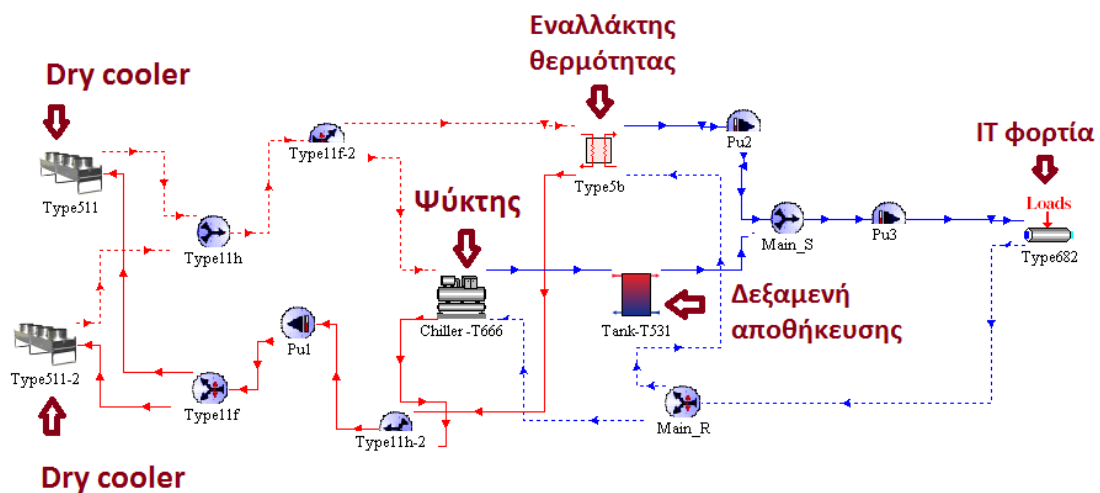 Εναλλάκτης
θερμότητας
Dry cooler
IT φορτία
Type11f-2
Pu2
Type5b
Type511
Ψύκτης
Loads
Type11h
Main_S
Pu3
Type682
Δεξαμενή
αποθήκευσης
Chiller -T666
Tank-T531
Pu1
Type511-2
Type11f
Type11h-2
Main_R
Dry cooler